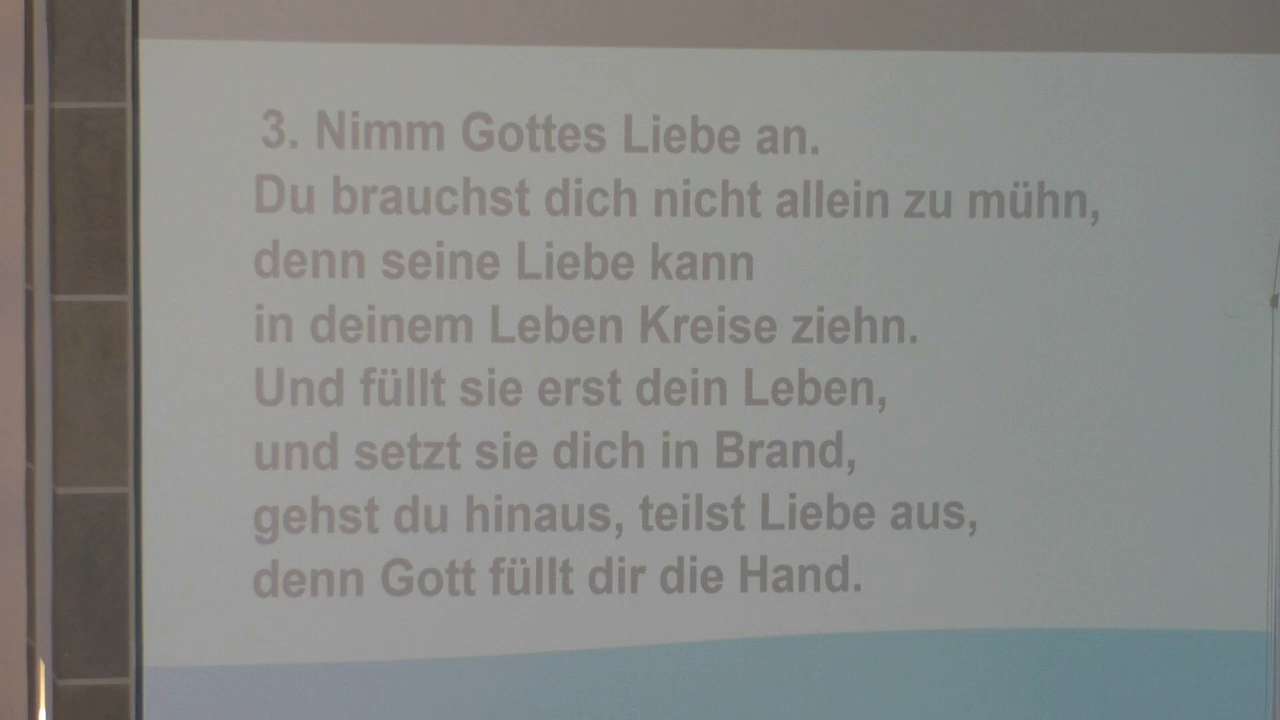 3. Nimm Gottes Liebe an.
Du brauchst dich nicht allein zu mühn,
denn seine Liebe kann
in deinem Leben Kreise ziehn.
Und füllt sie erst dein Leben,
und setzt sie dich in Brand,
gehst du hinaus, teilst Liebe aus,
denn Gott füllt dir die Hand.